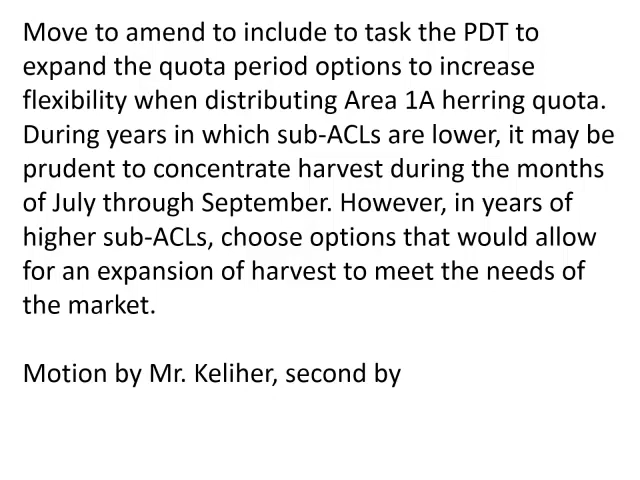 Move to amend to include to task the PDT to
expand the quota period options to increase
flexibility when distributing Area 1A herring quota.
During years in which sub-ACLs are lower, it may be
prudent to concentrate harvest during the months
of July through September. However, in years of
higher sub-ACLs, choose options that would allow
for an expansion of harvest to meet the needs of
the market.
Motion by Mr. Keliher, second by